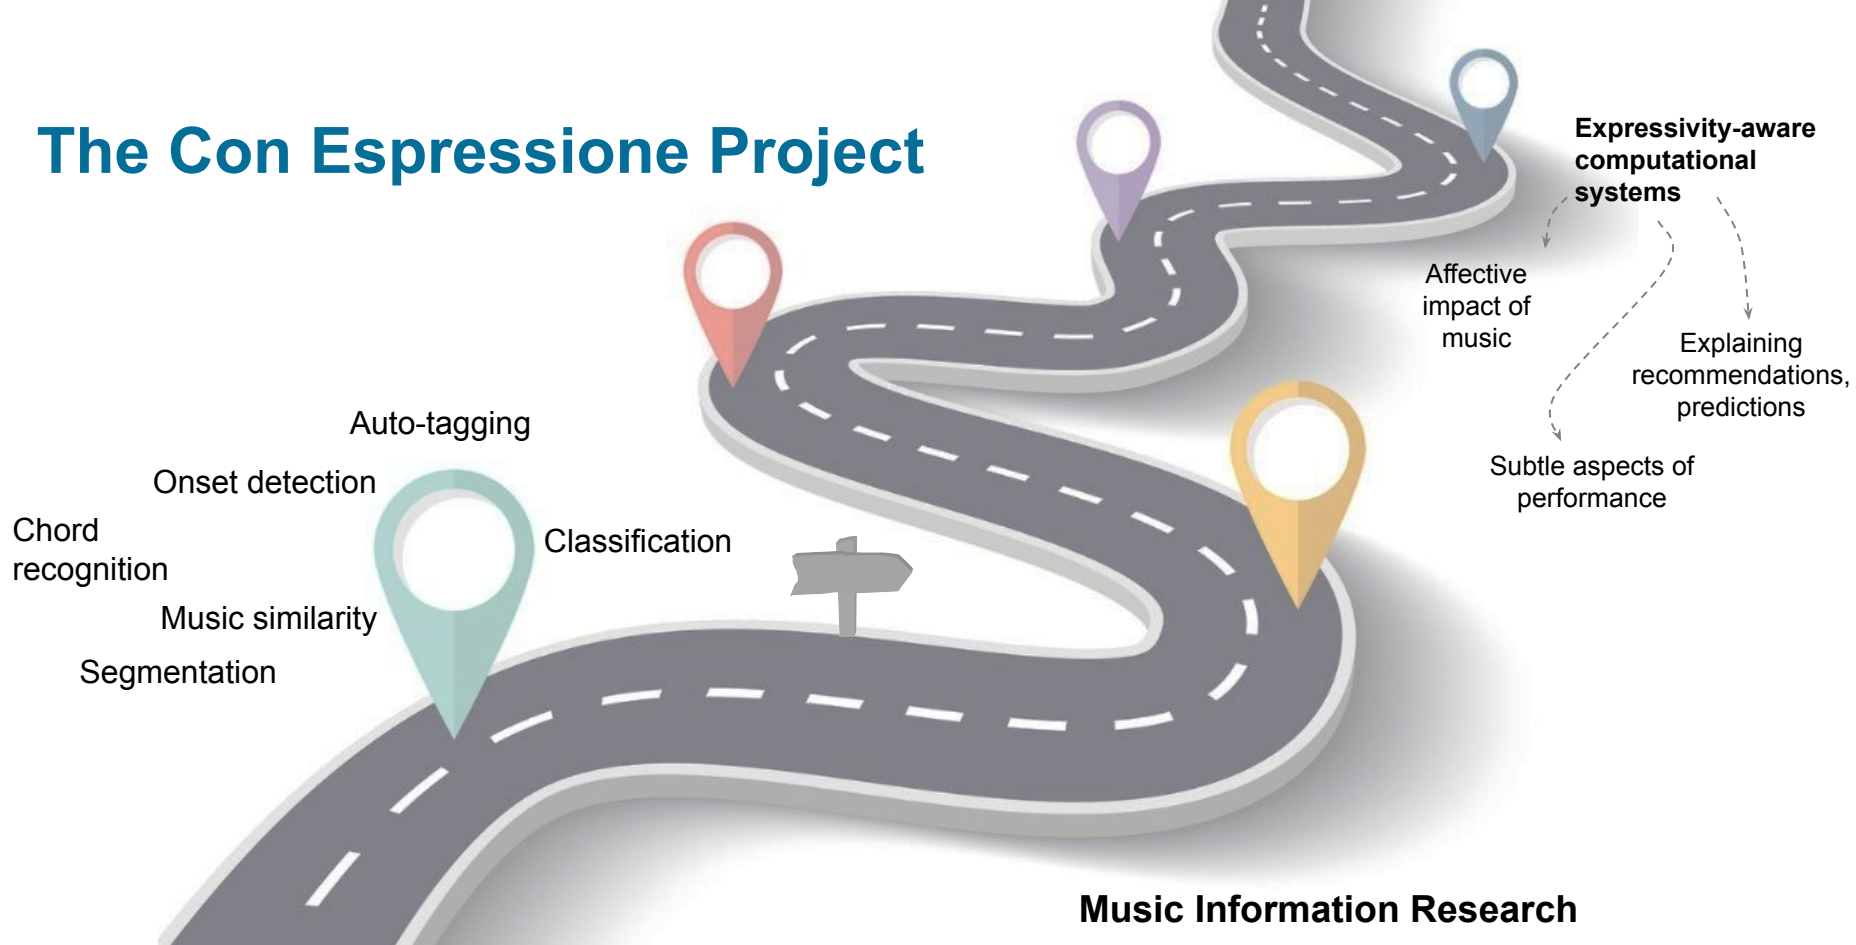 The Con Espressione Project
Expressivity-aware
computational
systems
Affective
impact of
music
Explaining
recommendations,
predictions
Subtle aspects of
performance
Auto-tagging
Onset detection
Chord
recognition
Classification
Music similarity
Segmentation
Music Information Research